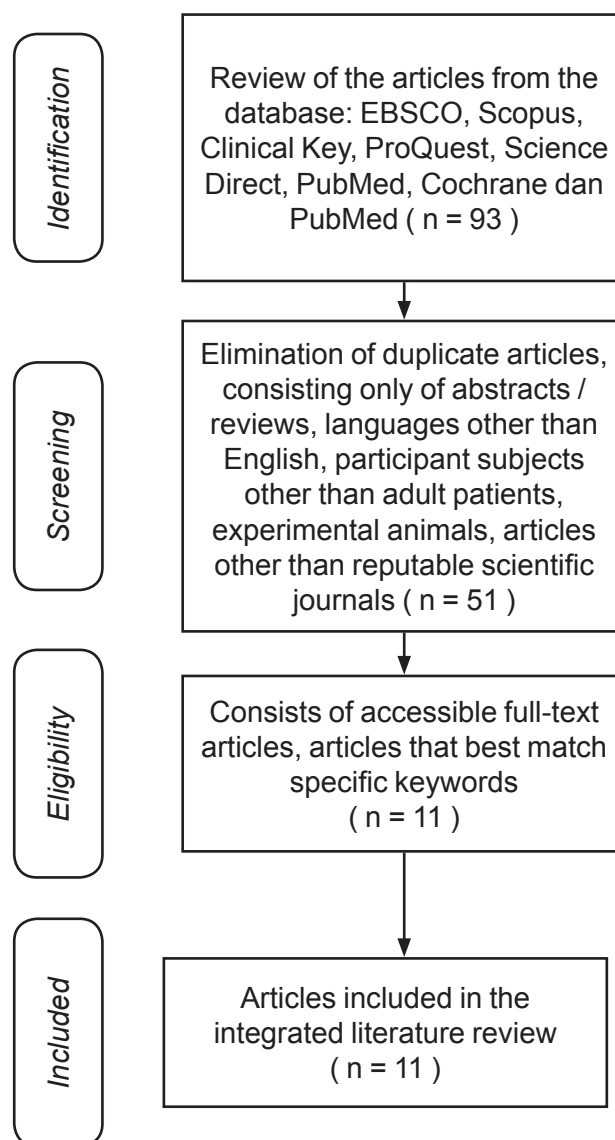 Identification
Review of the articles from the
database: EBSCO, Scopus,
Clinical Key, ProQuest, Science
Direct, PubMed, Cochrane dan
PubMed ( n = 93 )
Screening
Elimination of duplicate articles,
consisting only of abstracts /
reviews, languages other than
English, participant subjects
other than adult patients,
experimental animals, articles
other than reputable scientific
journals ( n = 51 )
Eligibility
Consists of accessible full-text
articles, articles that best match
specific keywords
( n = 11 )
Included
Articles included in the
integrated literature review
( n = 11 )